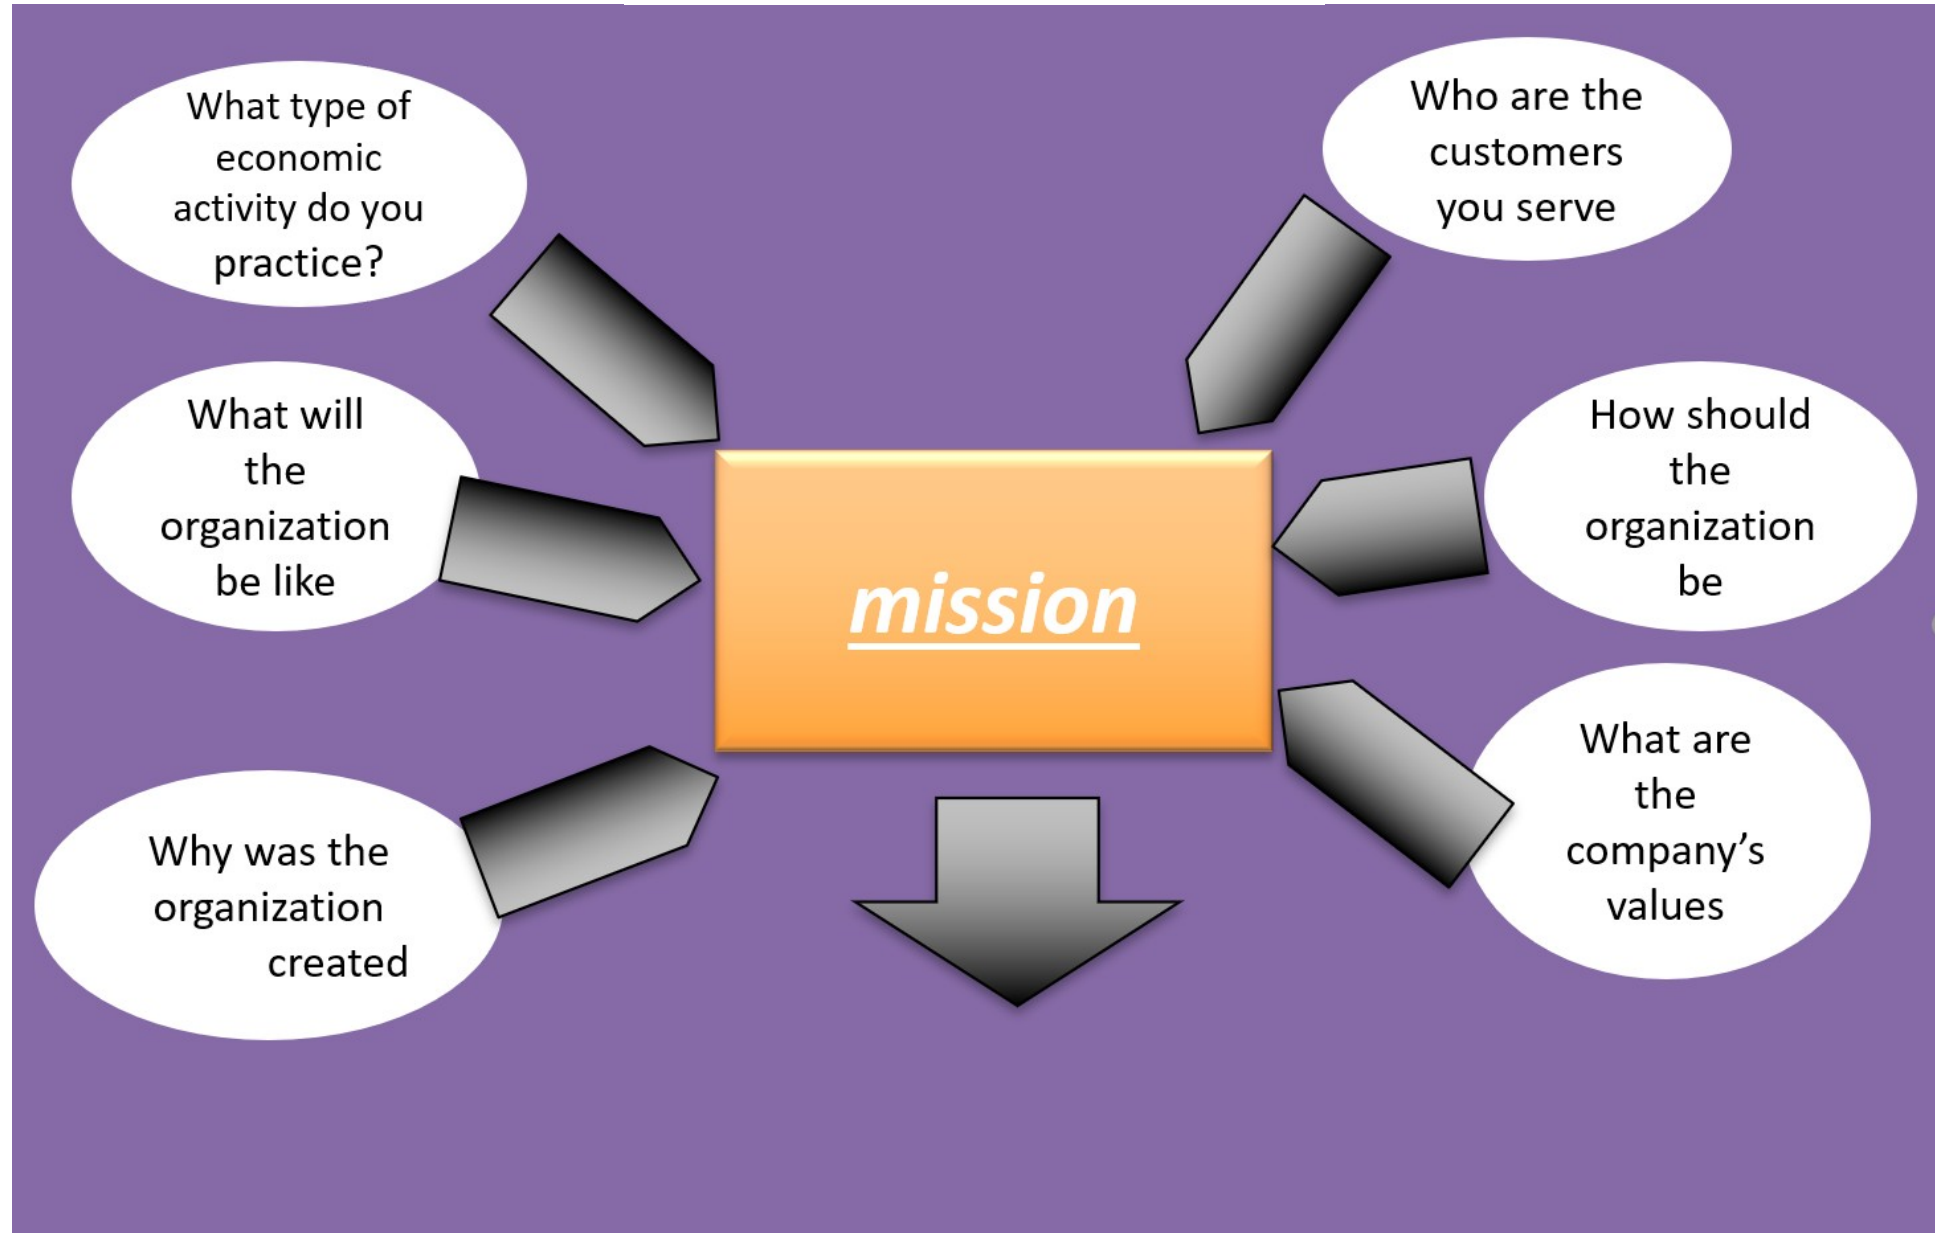 What type of
economic
activity do you
practice?
Who are the
customers
you serve
What will
the
organization
be like
How should
the
organization
be
mission
Why was the
organization
created
What are
the
company’s
values